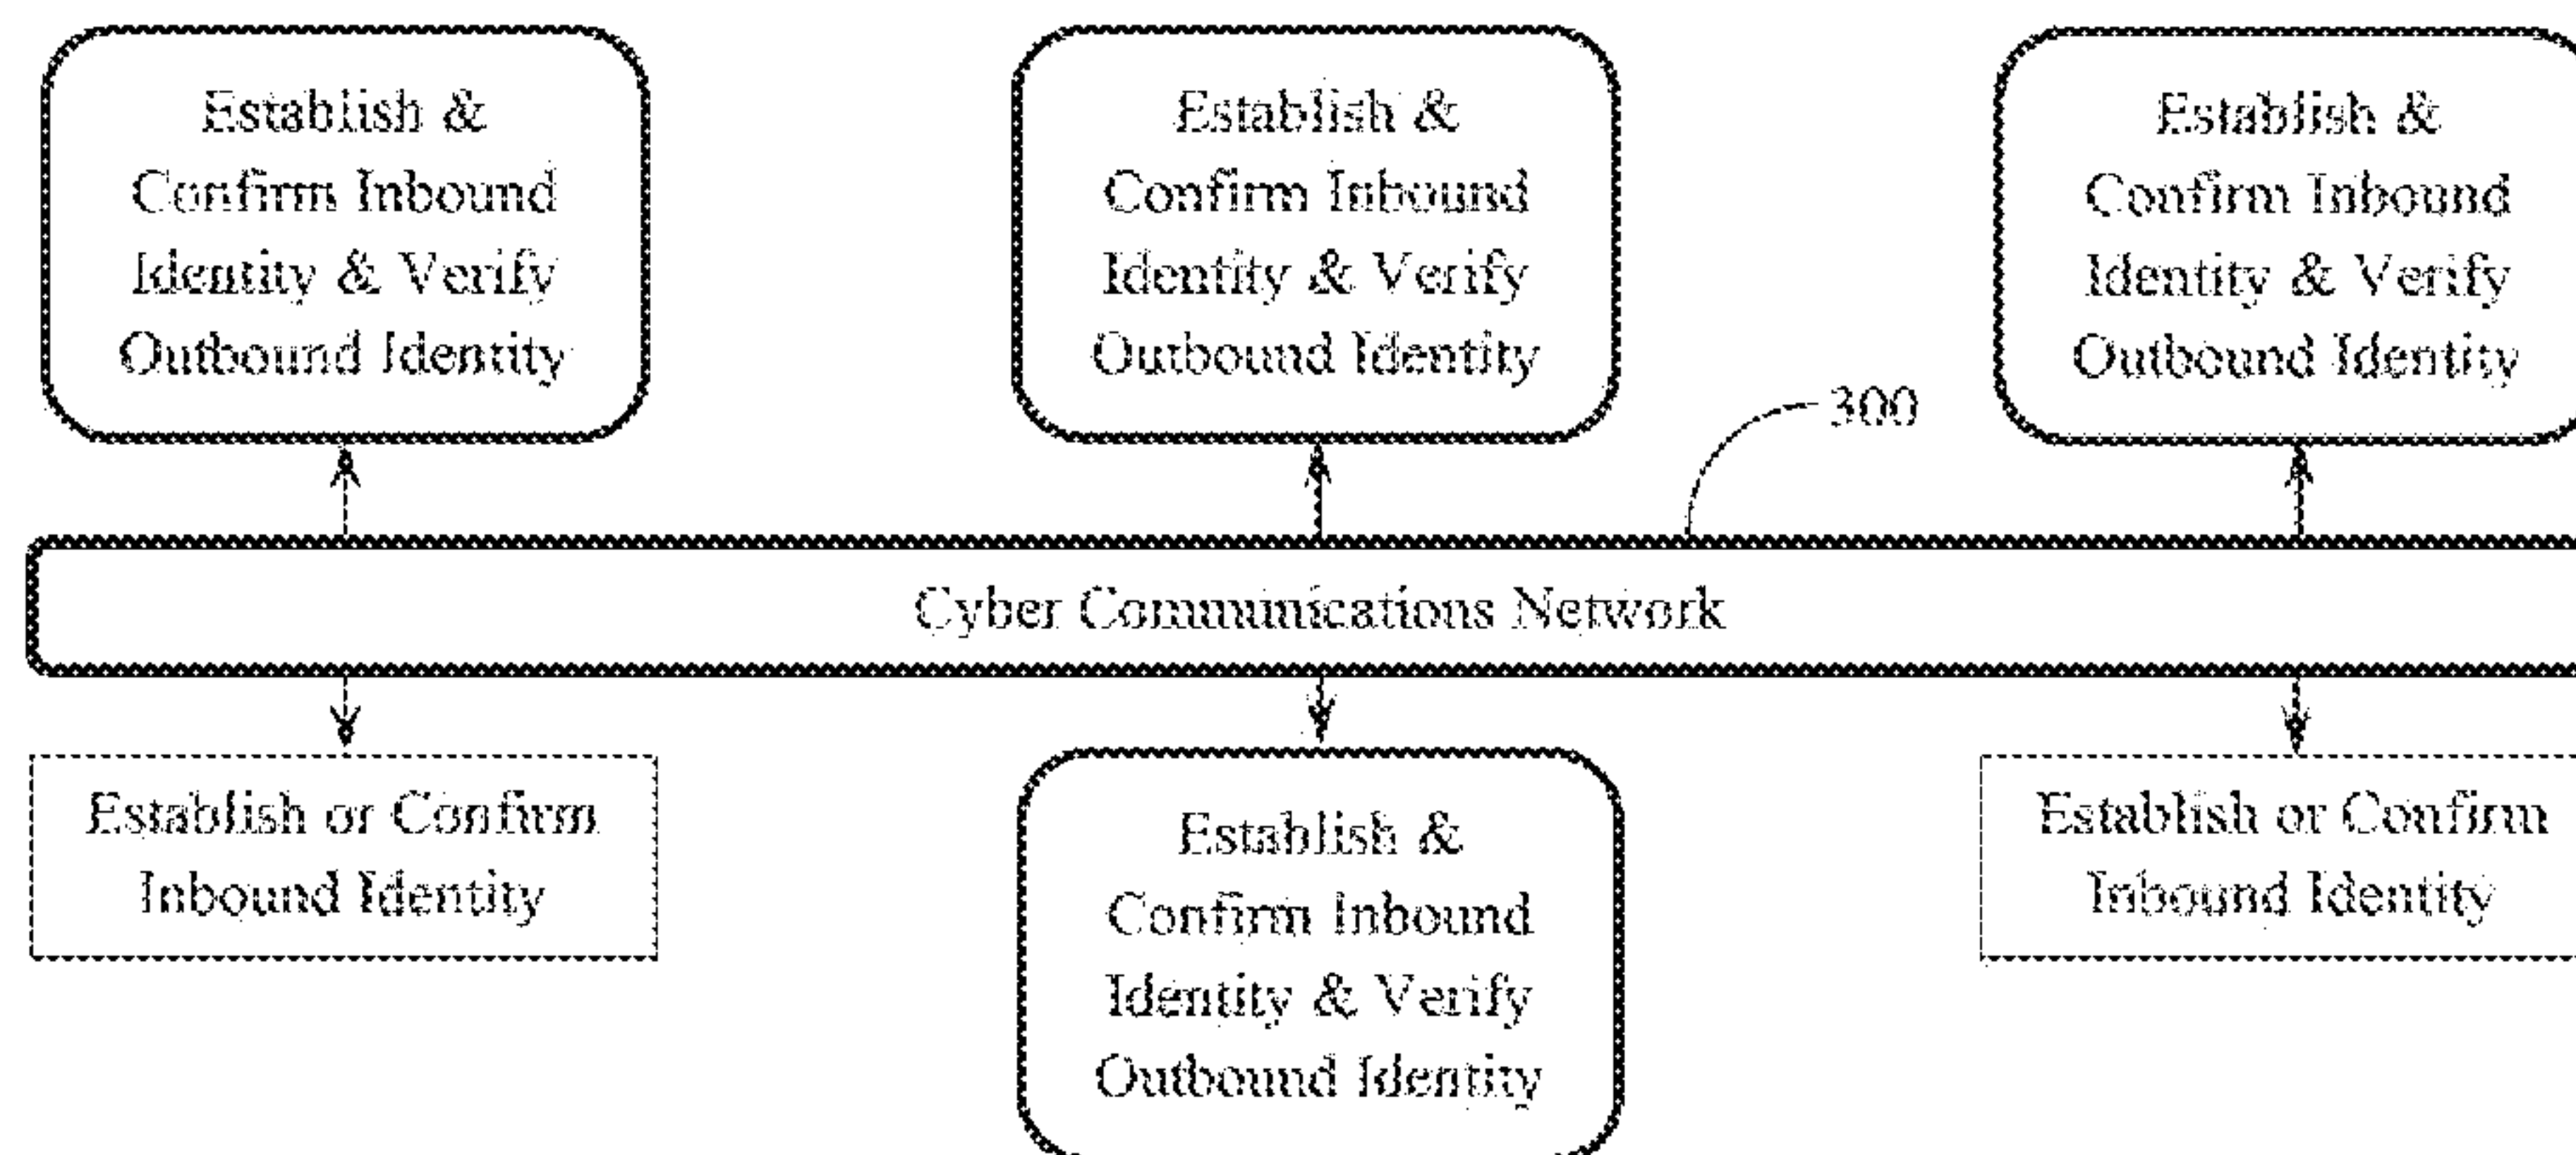 Establish &
Confirm Inbound
Identity & Verify
Outbound Identity
Establish &
Confirm Inbound
Identity & Verify
Outbound Identity
Establish &
Confirm Inbound
Identity & Verify
Outbound Identity
300
Cyber Communications Network
Establish or Confirm
Inbound Identity
Establish &
Confirm Inbound
Identity & Verify
Outbound Identity
Establish or Confirm
Inbound Identity